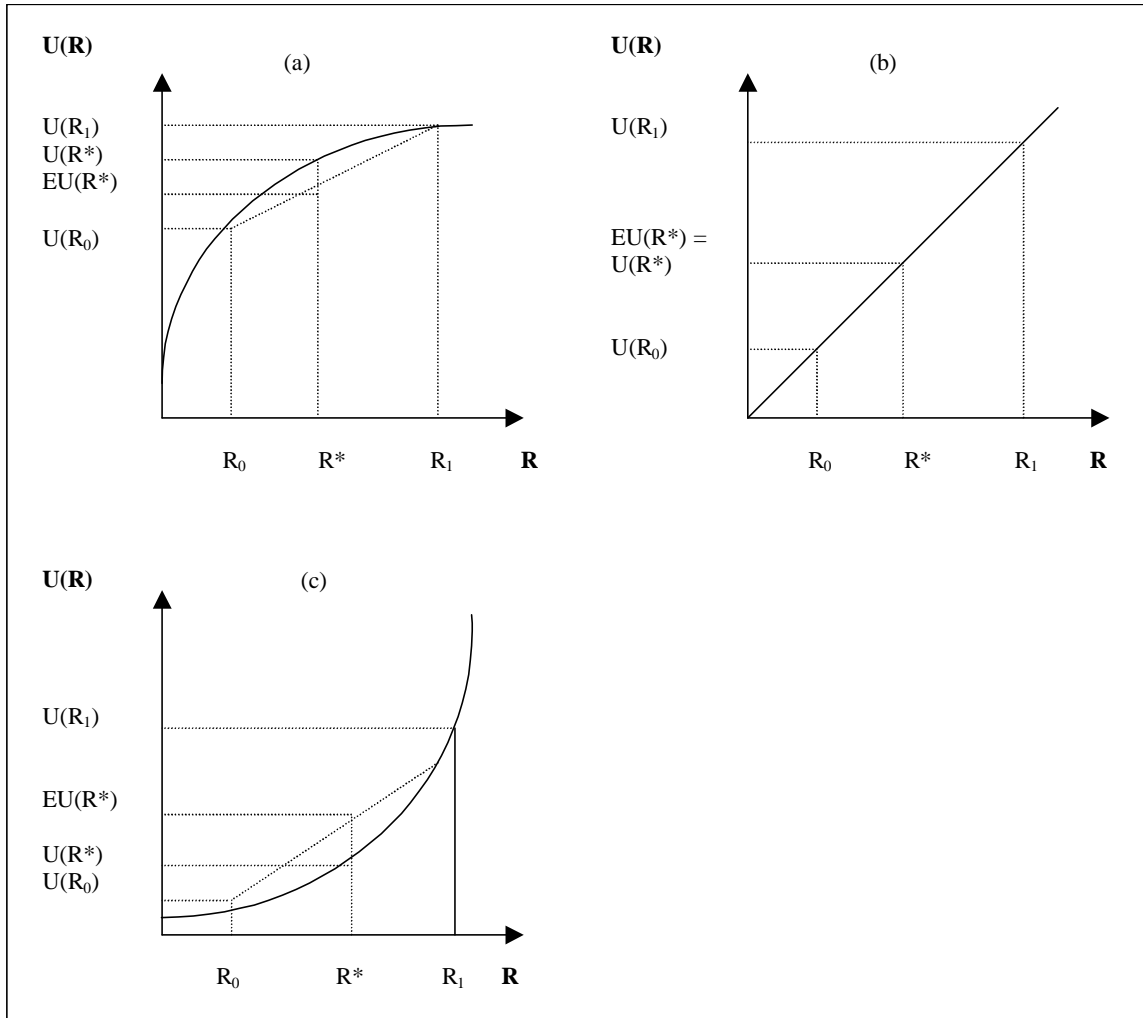 U(R)
(a)
U(R₁)
U(R*)
EU(R*)
U(R₀)
R₀ R* R₁ R
U(R)
(b)
U(R₁)
EU(R*) =
U(R*)
U(R₀)
R₀ R* R₁ R
U(R)
(c)
U(R₁)
EU(R*)
U(R*)
U(R₀)
R₀ R* R₁ R